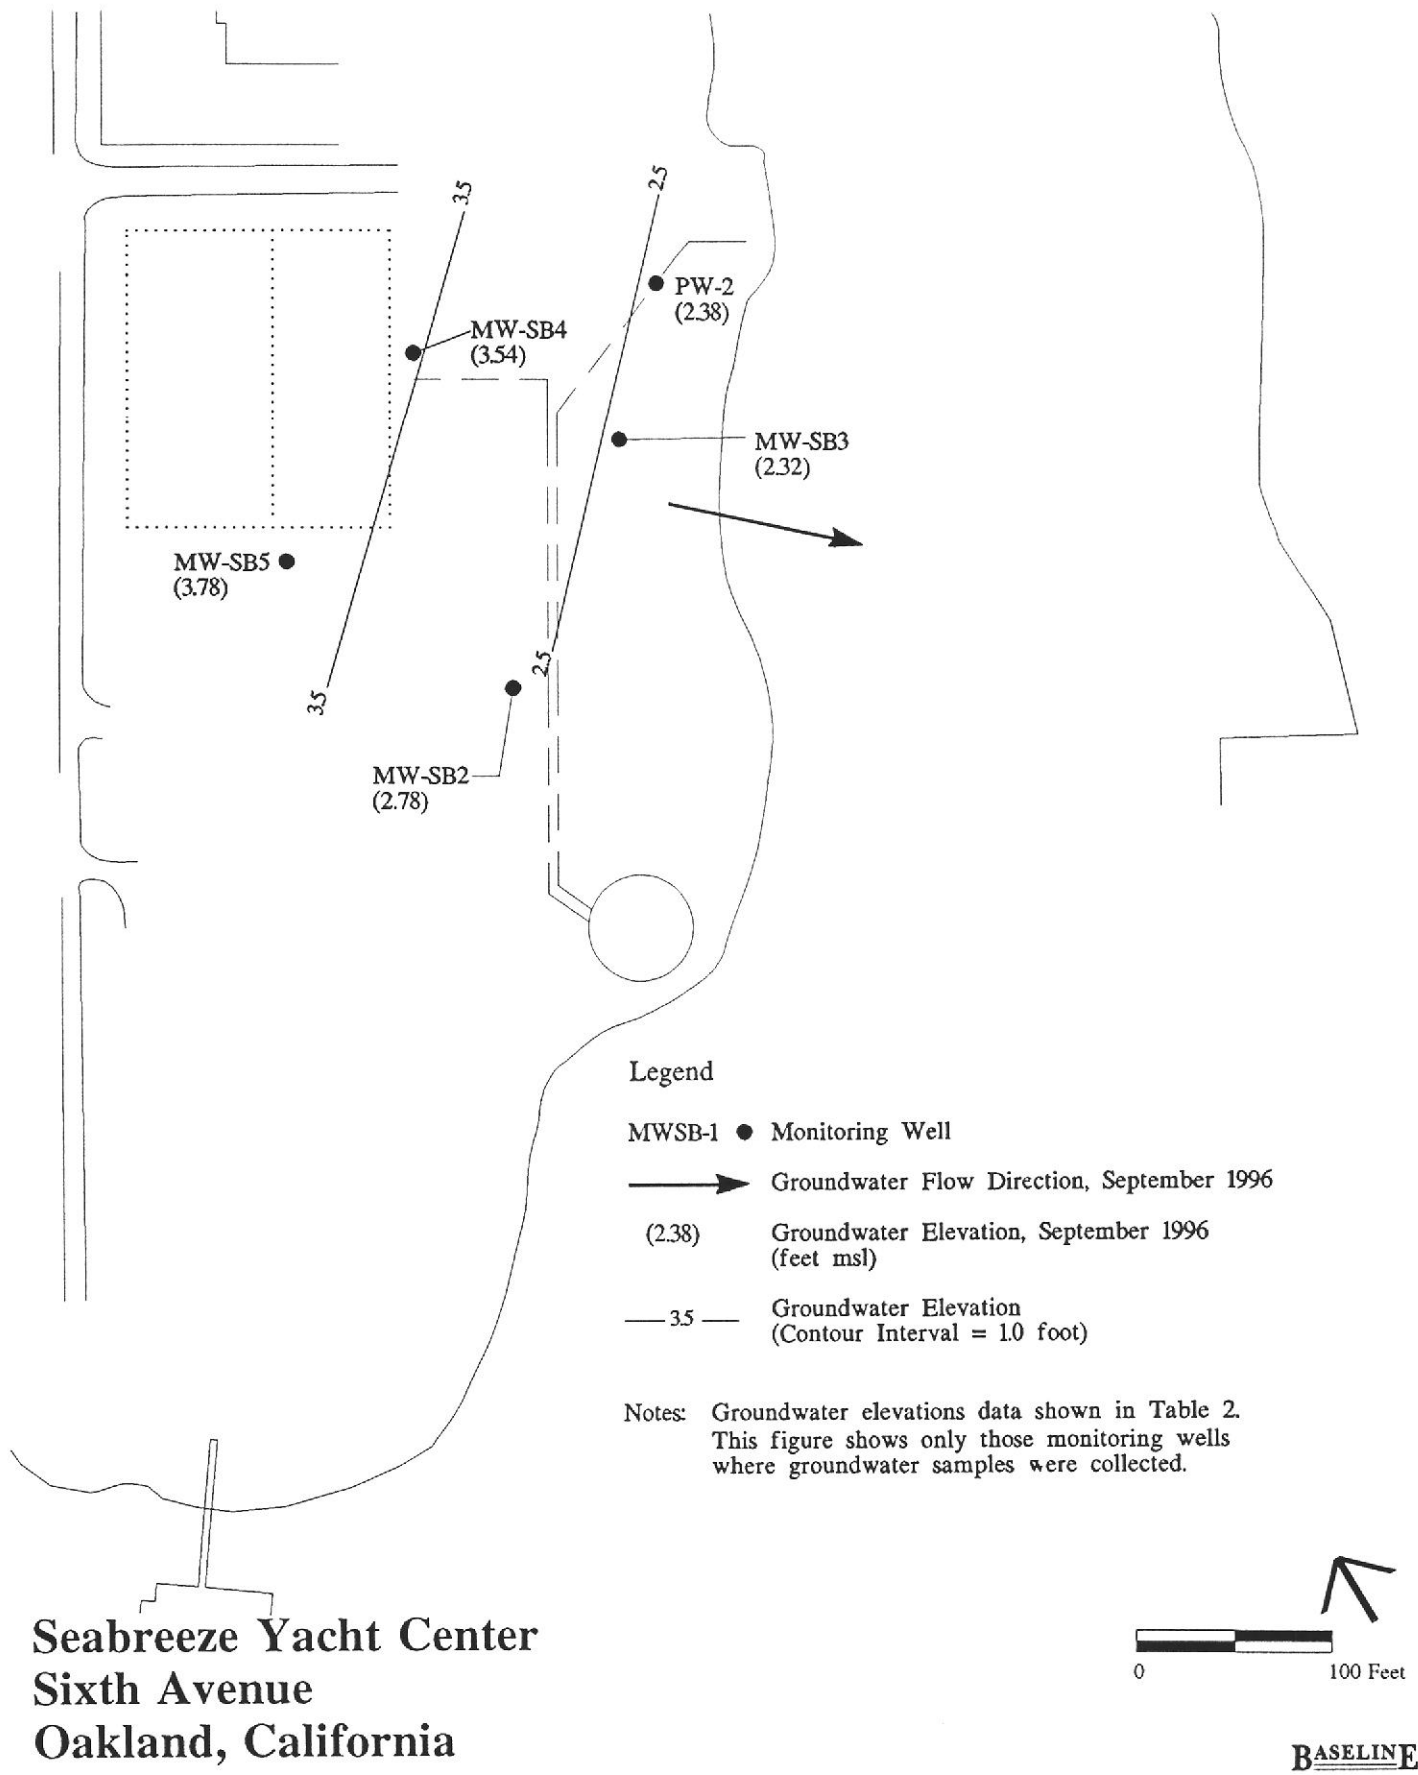 3.5
2.5
PW-2
(2.38)
MW-SB4
(3.54)
MW-SB3
(2.32)
MW-SB5
(3.78)
2.5
3.5
MW-SB2
(2.78)
Legend
MWSB-1 Monitoring Well
Groundwater Flow Direction, September 1996
(2.38) Groundwater Elevation, September 1996
(feet msl)
3.5 Groundwater Elevation
(Contour Interval = 1.0 foot)
Notes: Groundwater elevations data shown in Table 2.
This figure shows only those monitoring wells
where groundwater samples were collected.
Seabreeze Yacht Center
Sixth Avenue
Oakland, California
0 100 Feet
BASELINE